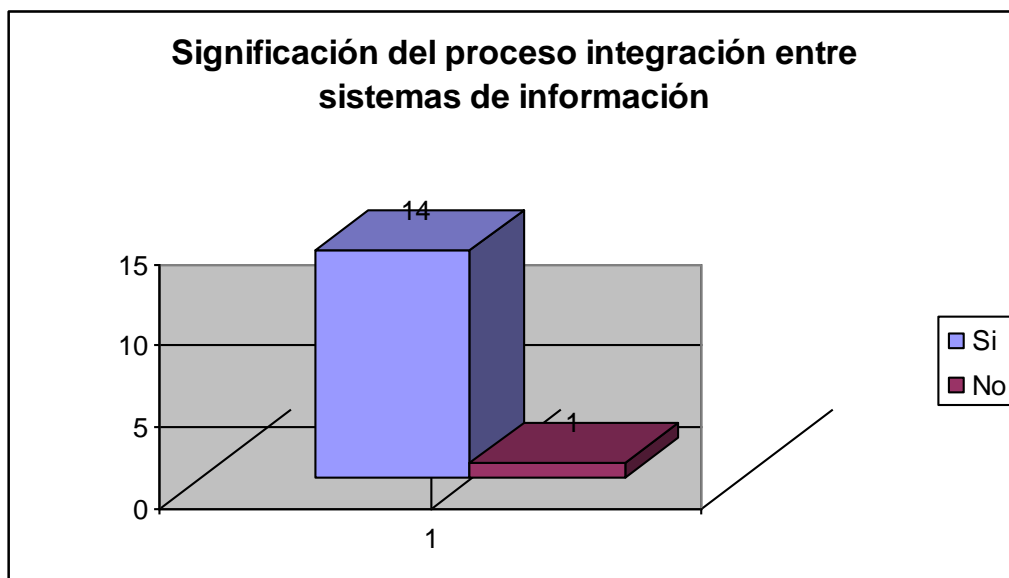 Significación del proceso integración entre
sistemas de información
14
15
10
5
1
0
1
Si
No